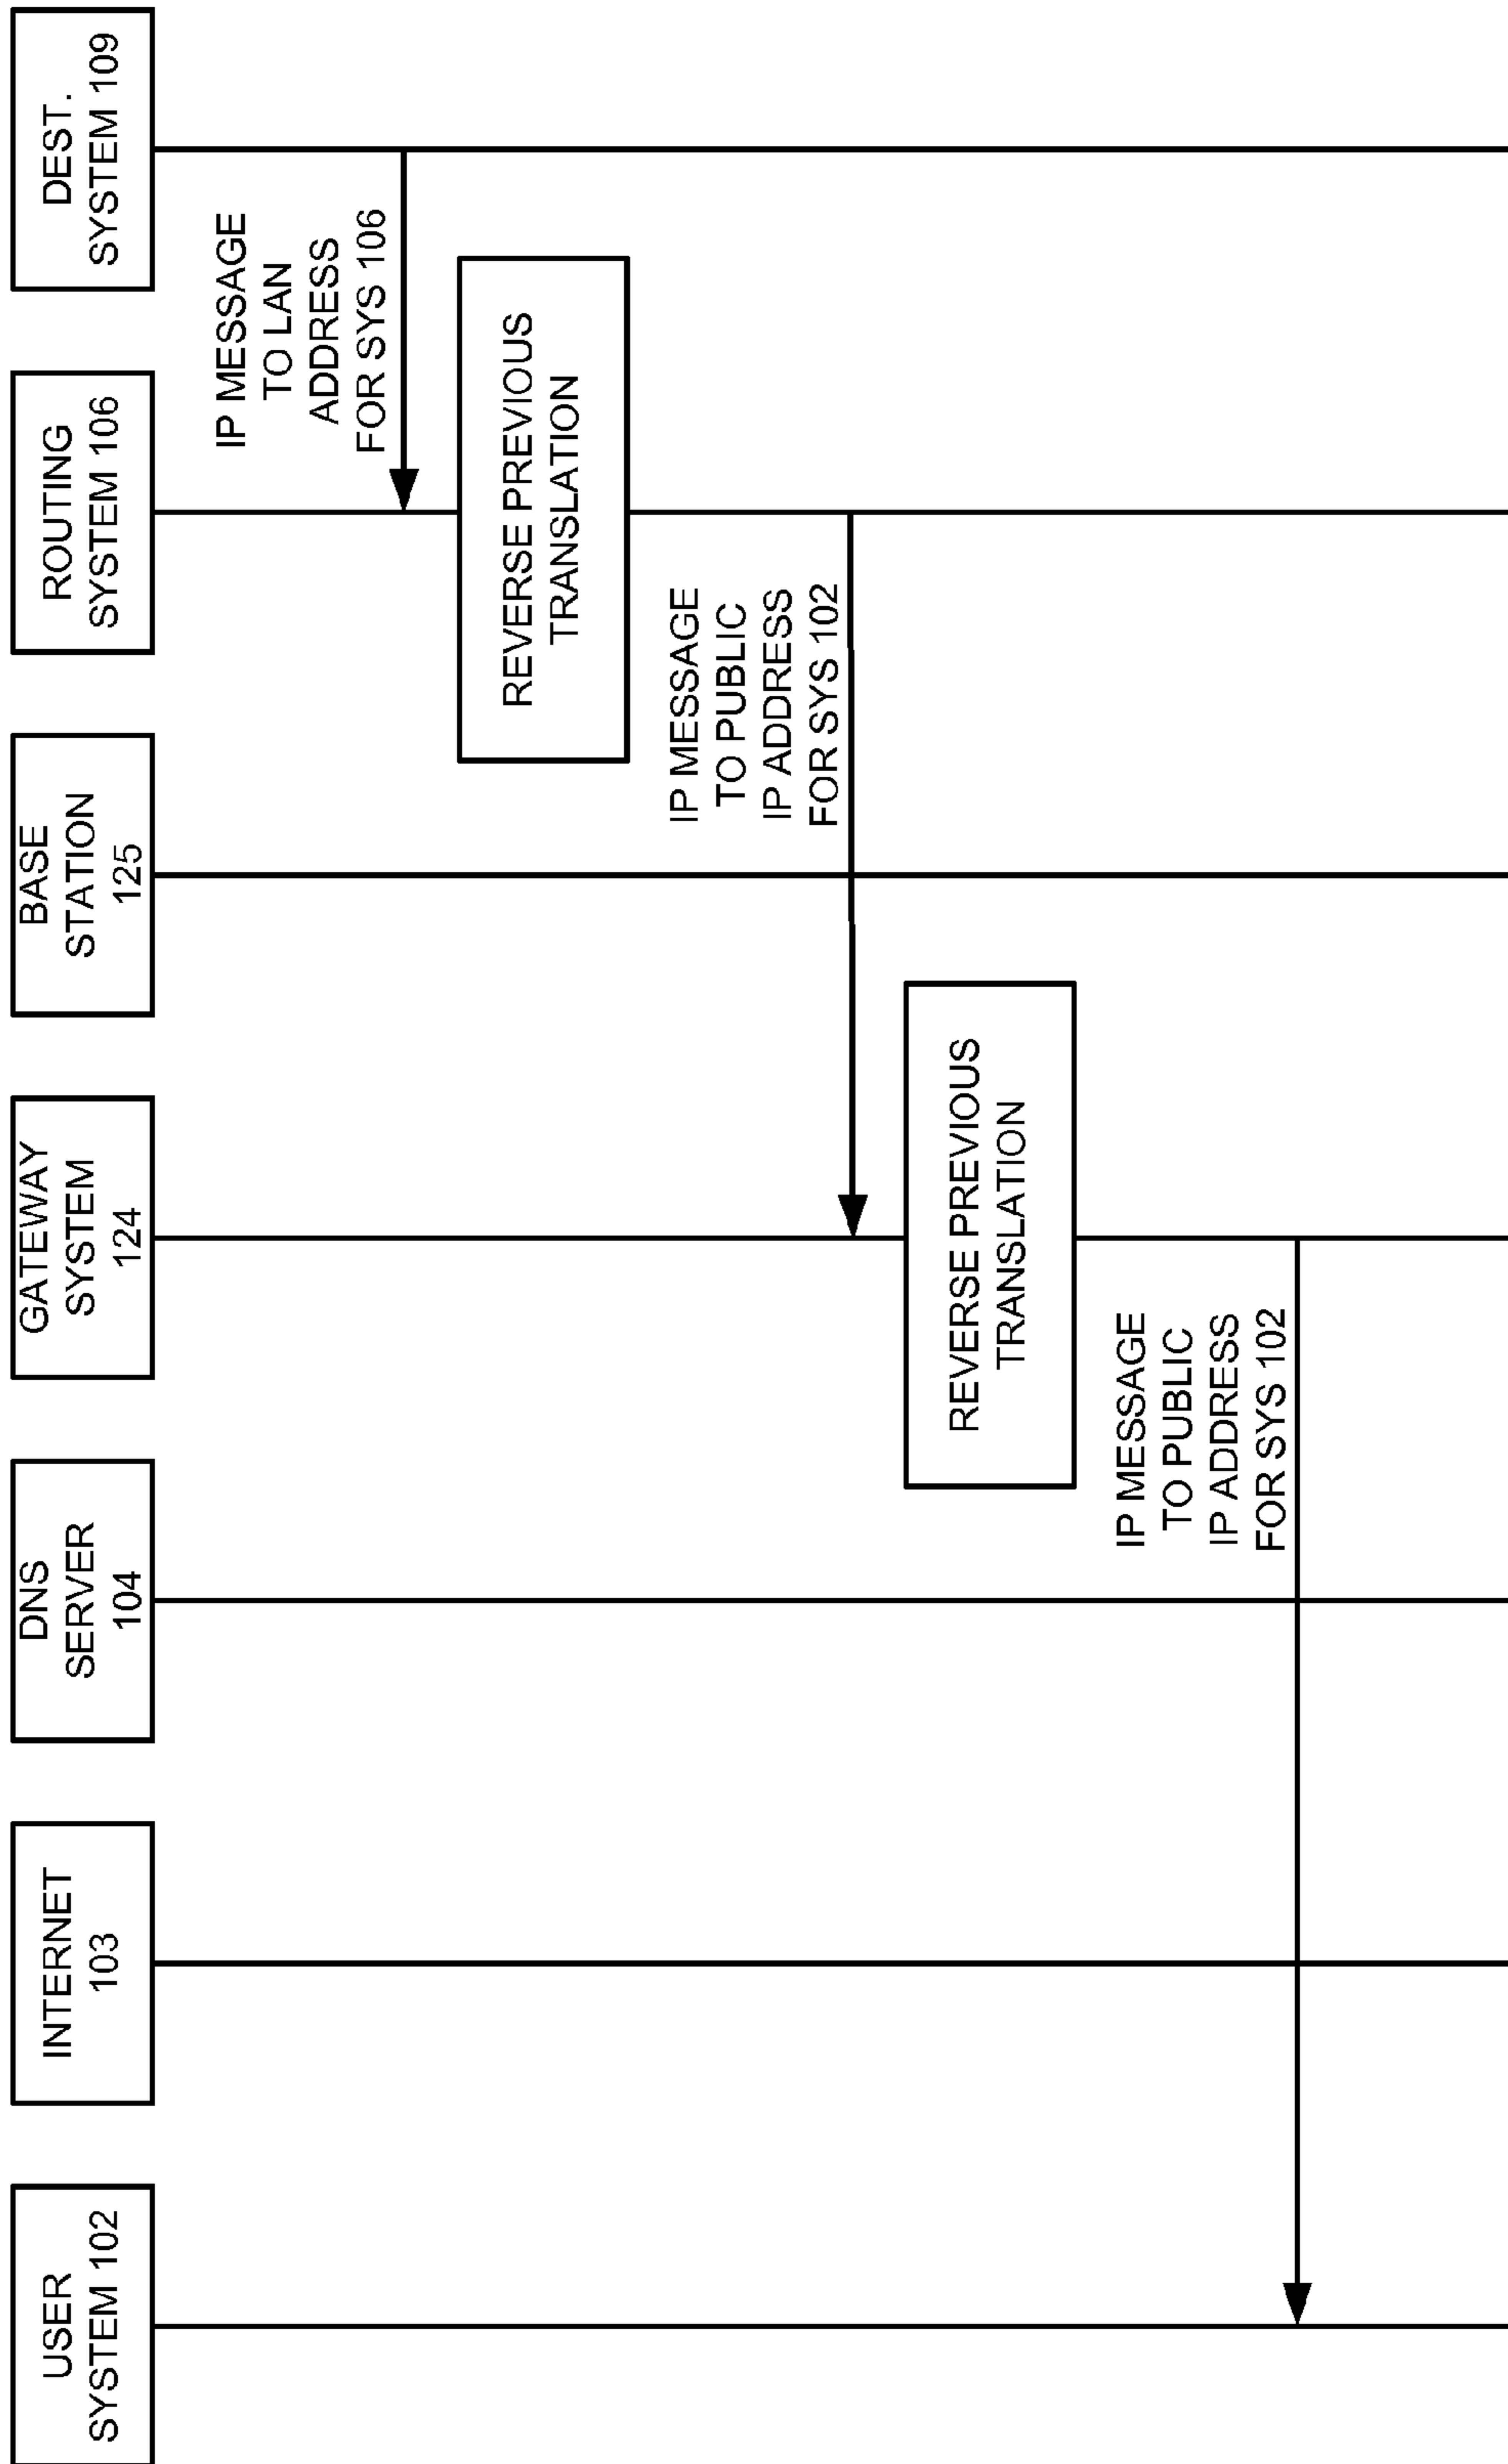 USER
SYSTEM 102
INTERNET
103
DNS
SERVER
104
GATEWAY
SYSTEM
124
BASE
STATION
125
ROUTING
SYSTEM 106
DEST.
SYSTEM 109
IP MESSAGE
TO LAN
ADDRESS
FOR SYS 106
REVERSE PREVIOUS
TRANSLATION
IP MESSAGE
TO PUBLIC
IP ADDRESS
FOR SYS 102
REVERSE PREVIOUS
TRANSLATION
IP MESSAGE
TO PUBLIC
IP ADDRESS
FOR SYS 102